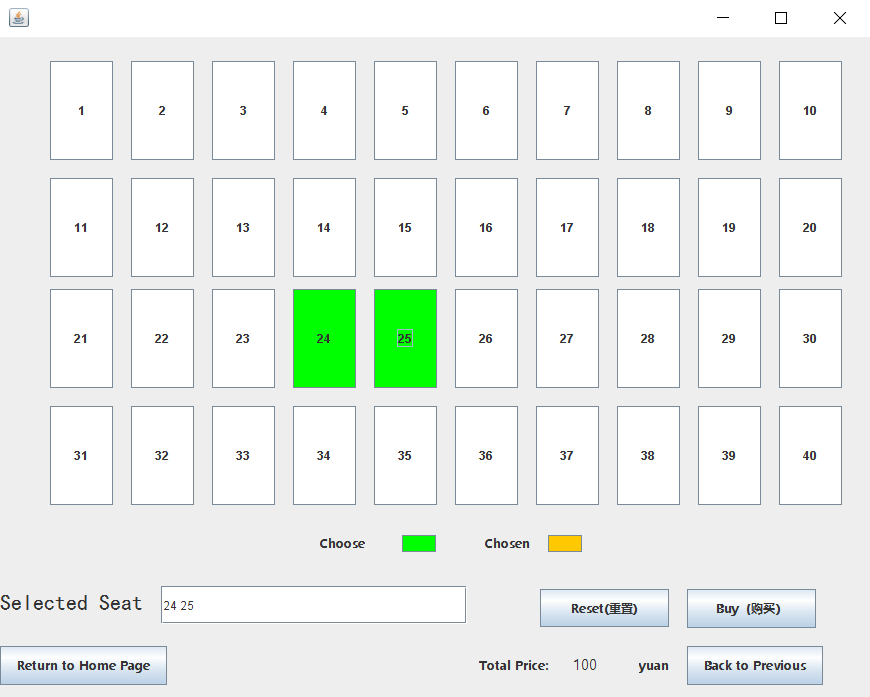 1 2 3 4 5 6 7 8 9 10
11 12 13 14 15 16 17 18 19 20
21 22 23 24 25 26 27 28 29 30
31 32 33 34 35 36 37 38 39 40
Choose Chosen
Selected Seat 24 25 Reset(重置) Buy (购买)
Return to Home Page Total Price: 100 yuan Back to Previous